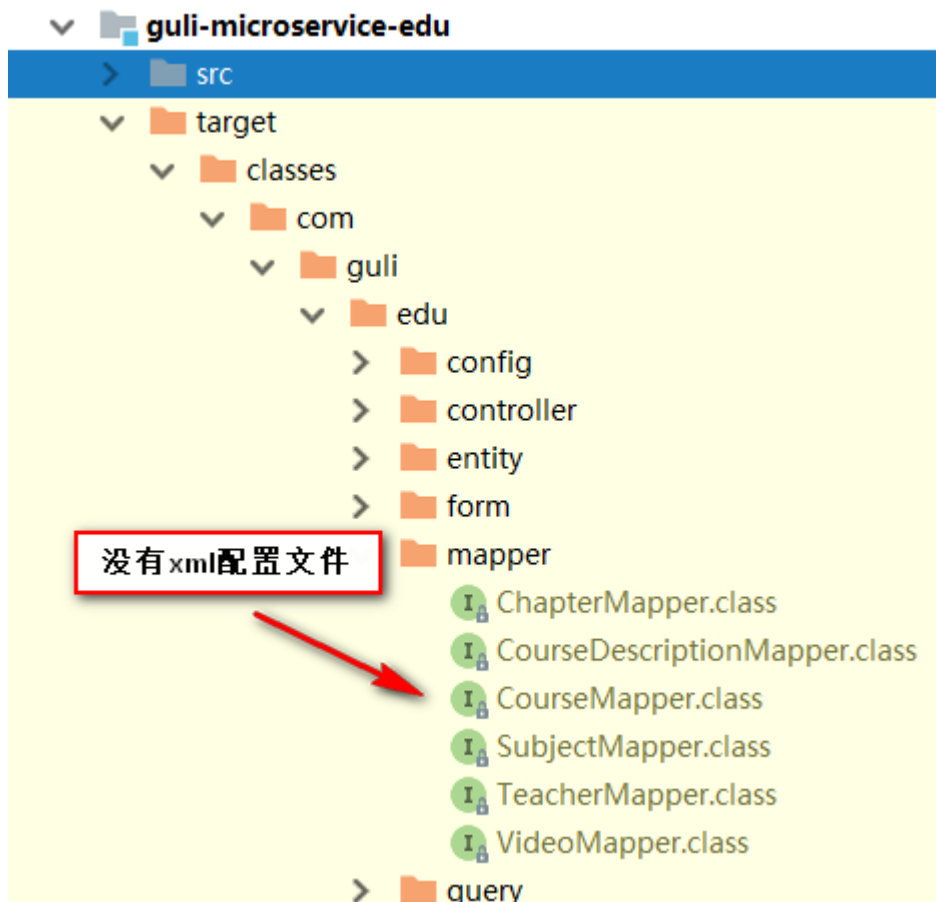 guli-microservice-edu
src
target
classes
com
guli
edu
config
controller
entity
form
没有xml配置文件
mapper
ChapterMapper.class
CourseDescriptionMapper.class
CourseMapper.class
SubjectMapper.class
TeacherMapper.class
VideoMapper.class
query